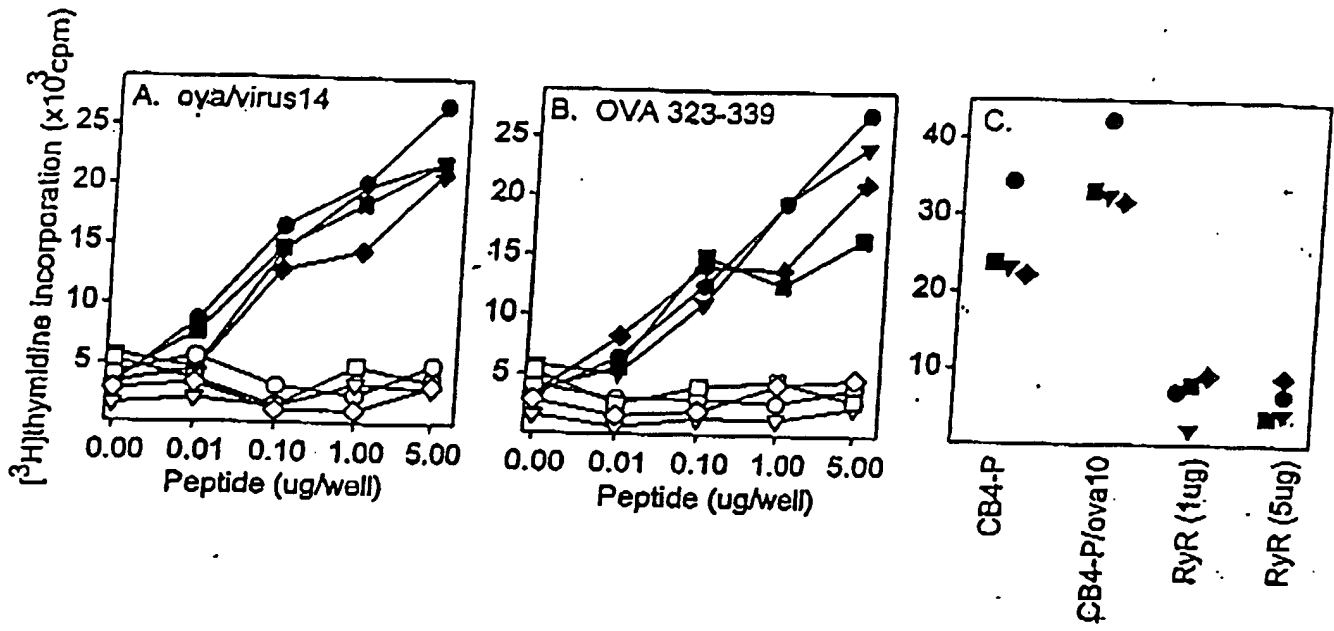 [³H]thymidine incorporation (x10³cpm)
A. ova/virus14
25
20
15
10
5
0.00 0.01 0.10 1.00 5.00
Peptide (ug/well)
B. OVA 323-339
25
20
15
10
5
0.00 0.01 0.10 1.00 5.00
Peptide (ug/well)
C.
40
30
20
10
CB4-P
CB4-P/ova10
RyR (1ug)
RyR (5ug)